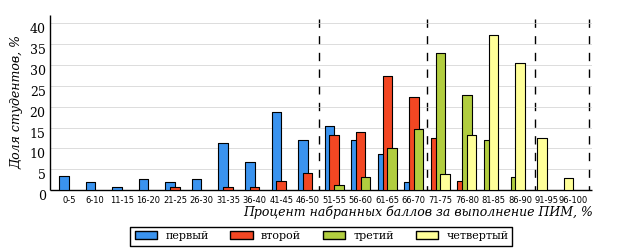 Доля студентов, %
40
35
30
25
20
15
10
5
0
0-5 6-10 11-15 16-20 21-25 26-30 31-35 36-40 41-45 46-50 51-55 56-60 61-65 66-70 71-75 76-80 81-85 86-90 91-95 96-100
Процент набранных баллов за выполнение ПИМ, %
первый второй третий четвертый